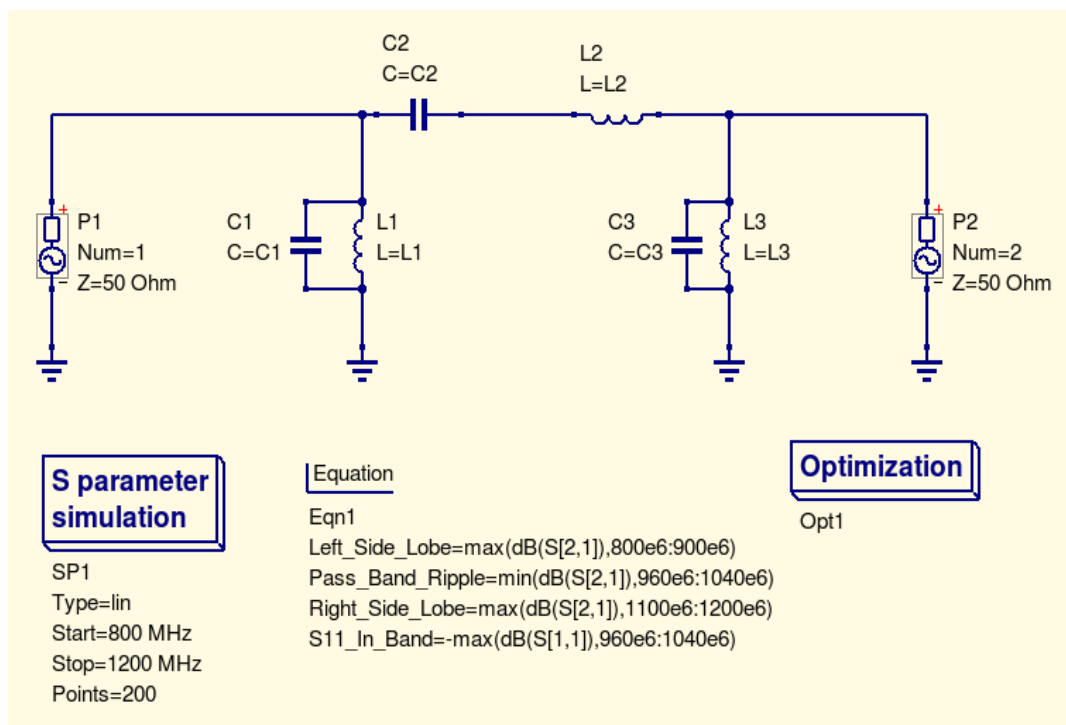 C2
C=C2
L2
L=L2
P1
Num=1
Z=50 Ohm
C1
C=C1
L1
L=L1
C3
C=C3
L3
L=L3
P2
Num=2
Z=50 Ohm
S parameter
simulation
SP1
Type=lin
Start=800 MHz
Stop=1200 MHz
Points=200
Equation
Eqn1
Left_Side_Lobe=max(dB(S[2,1]),800e6:900e6)
Pass_Band_Ripple=min(dB(S[2,1]),960e6:1040e6)
Right_Side_Lobe=max(dB(S[2,1]),1100e6:1200e6)
S11_In_Band=-max(dB(S[1,1]),960e6:1040e6)
Optimization
Opt1